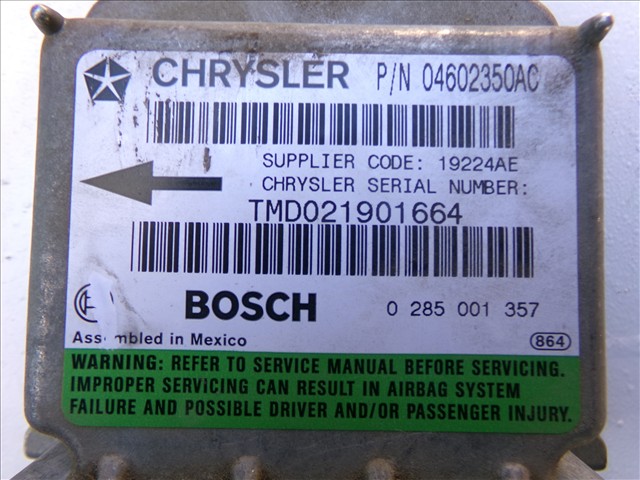 CHRYSLER P/N 04602350AC
SUPPLIER CODE: 19224AE
CHRYSLER SERIAL NUMBER:
TMD021901664
BOSCH 0 285 001 357
in Mexico 864
WARNING: REFER TO SERVICE MANUAL BEFORE SERVICING.
IMPROPER SERVICING CAN RESULT IN AIRBAG SYSTEM
FAILURE AND POSSIBLE DRIVER AND/OR PASSENGER INJURY.